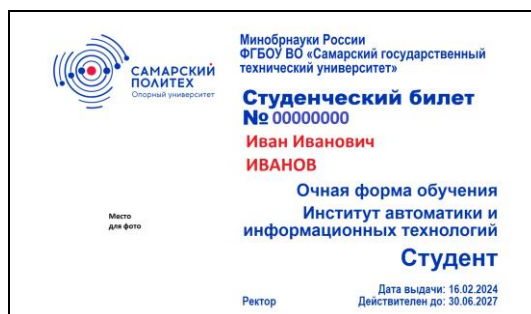 САМАРСКИЙ
ПОЛИТЕХ
Опорный университет
Минобрнауки России
ФГБОУ ВО «Самарский государственный
технический университет»
Студенческий билет
№ 00000000
Иван Иванович
ИВАНОВ
Очная форма обучения
Институт автоматики и
информационных технологий
Студент
Место
для фото
Дата выдачи: 16.02.2024
Ректор Действителен до: 30.06.2027